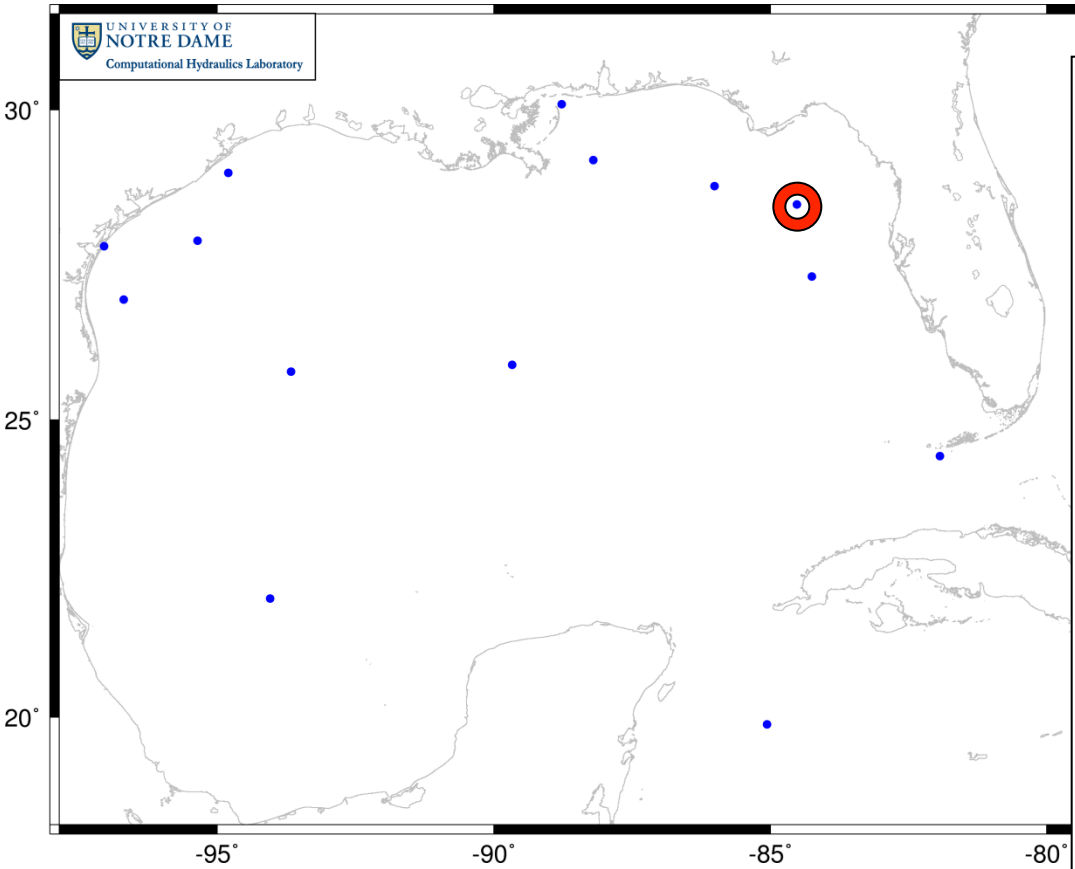 UNIVERSITY OF
NOTRE DAME
Computational Hydraulics Laboratory
30˚
25˚
20˚
-95˚
-90˚
-85˚
-80˚